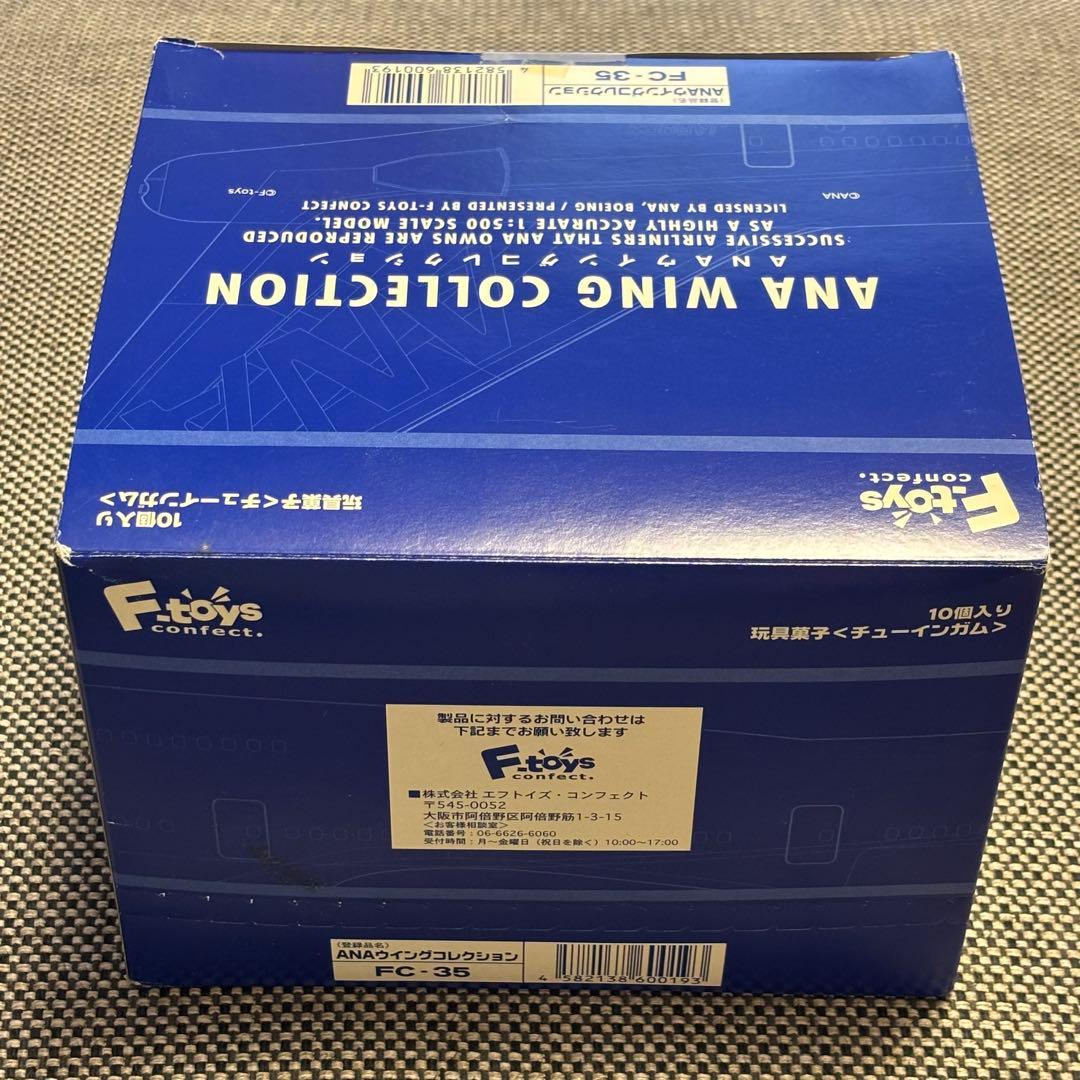 4 582138 600193
(登録品名)
ANAウイングコレクション
FC-35
©F-toys
©ANA
LICENSED BY ANA, BOEING / PRESENTED BY F-TOYS CONFECT
AS A HIGHLY ACCURATE 1:500 SCALE MODEL.
SUCCESSIVE AIRLINERS THAT ANA OWNS ARE REPRODUCED
ANAウイングコレクション
ANA WING COLLECTION
ANA
F-toys
confect.
玩具菓子<チューインガム>
10個入り
F-toys
confect.
10個入り
玩具菓子<チューインガム>
製品に対するお問い合わせは
下記までお願い致します
F-toys
confect.
■株式会社 エフトイズ・コンフェクト
〒545-0052
大阪市阿倍野区阿倍野筋1-3-15
<お客様相談室>
電話番号:06-6626-6060
受付時間:月~金曜日(祝日を除く)10:00~17:00
(登録品名)
ANAウイングコレクション
FC-35
4 582138 600193